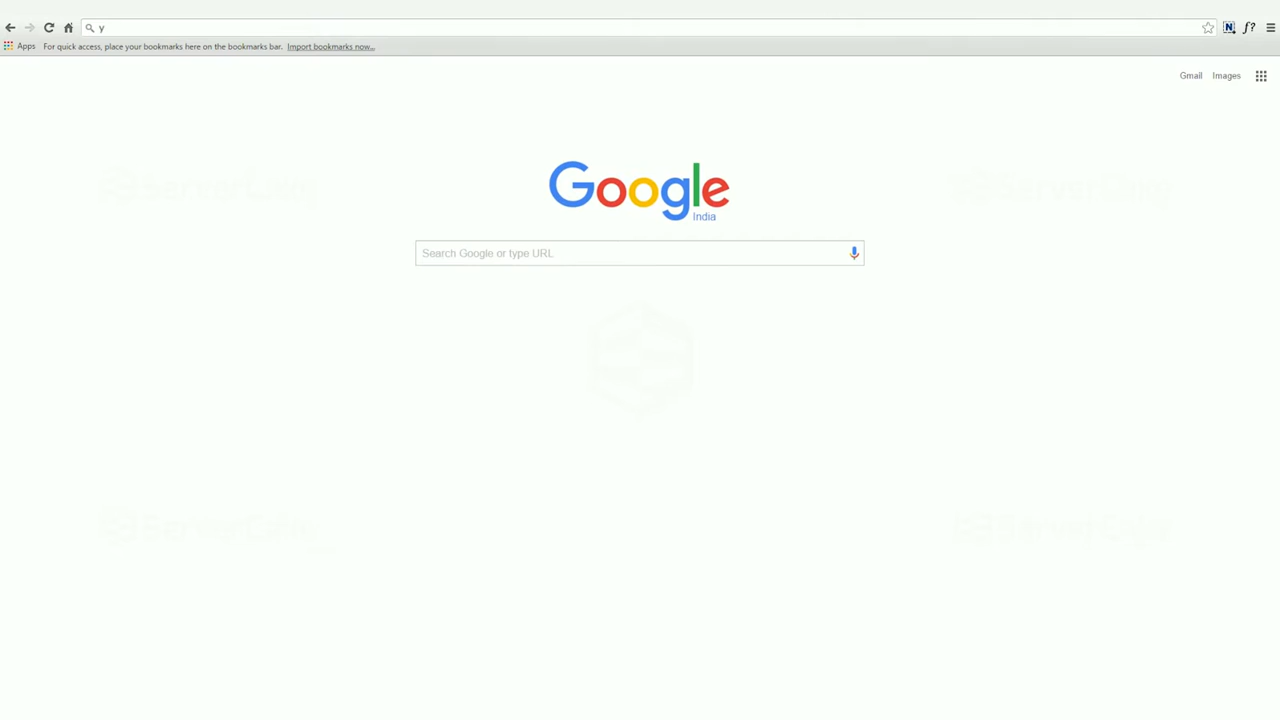 y
Apps For quick access, place your bookmarks here on the bookmarks bar. Import bookmarks now...
Gmail Images
Google
India
Search Google or type URL